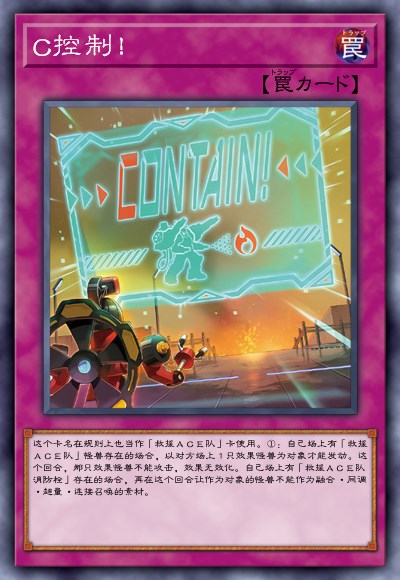 C控制!
罠
トラップ
【罠カード】
トラップ
CONTAIN!
这个卡名在规则上也当作「救援ACE队」卡使用。①：自己场上有「救援
ACE队」怪兽存在的场合，以对方场上1只效果怪兽为对象才能发动。这
个回合，那只效果怪兽不能攻击，效果无效化。自己场上有「救援ACE队
消防栓」存在的场合，再在这个回合让作为对象的怪兽不能作为融合·同调
·超量·连接召唤的素材。